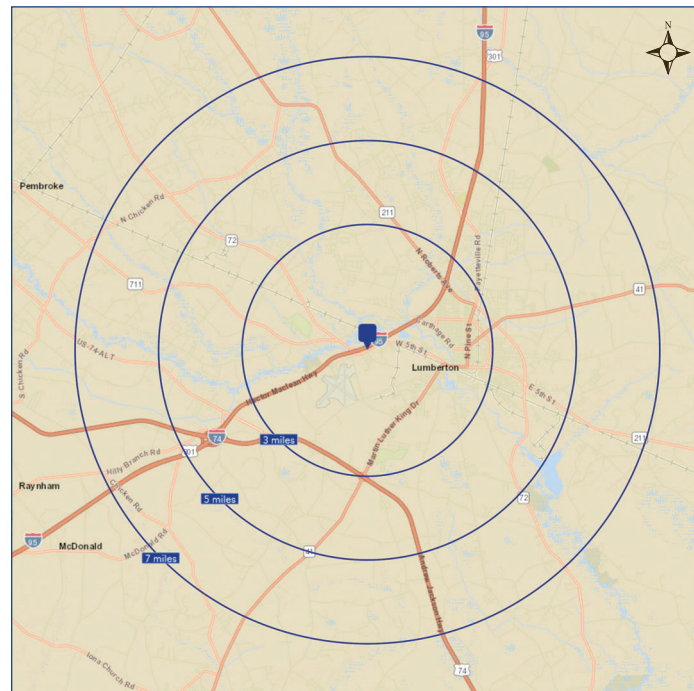 N
95
301
Pembroke
N Chicken Rd
211
72
N Roberts Ave
Fayetteville Rd
711
41
Carthage Rd
N Pine St
95
W 5th St
US-74-ALT
S Chicken Rd
Lumberton
Hector Maclean Hwy
E 5th St
Martin Luther King Dr
74
3 miles
211
301
Hilly Branch Rd
Raynham
Chicken Rd
5 miles
72
95
McDonald
McDonald Rd
7 miles
41
Andrew Jackson Hwy
Iona Church Rd
74